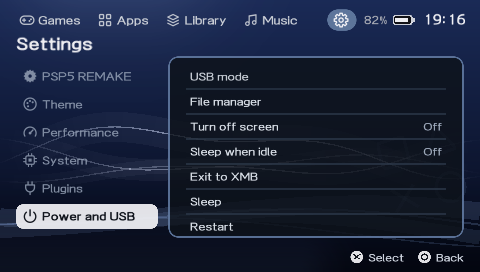 Games Apps Library Music 82% 19:16
Settings
PSP5 REMAKE
Theme
Performance
System
Plugins
Power and USB
USB mode
File manager
Turn off screen Off
Sleep when idle Off
Exit to XMB
Sleep
Restart
Select Back